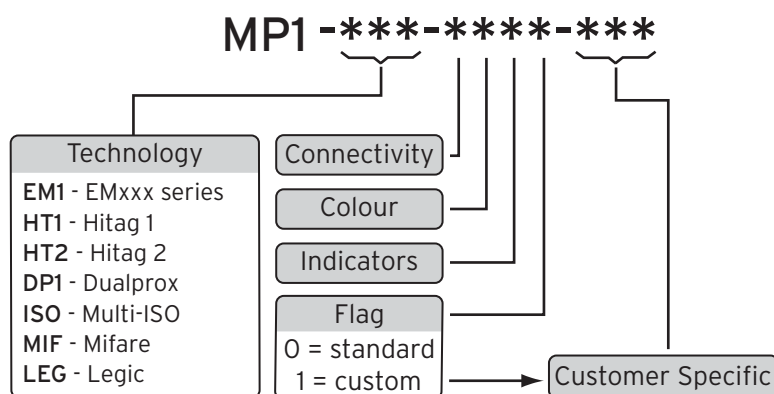 MP1 -***-****-***
Technology
EM1 - EMxxx series
HT1 - Hitag 1
HT2 - Hitag 2
DP1 - Dualprox
ISO - Multi-ISO
MIF - Mifare
LEG - Legic
Connectivity
Colour
Indicators
Flag
0 = standard
1 = custom
Customer Specific